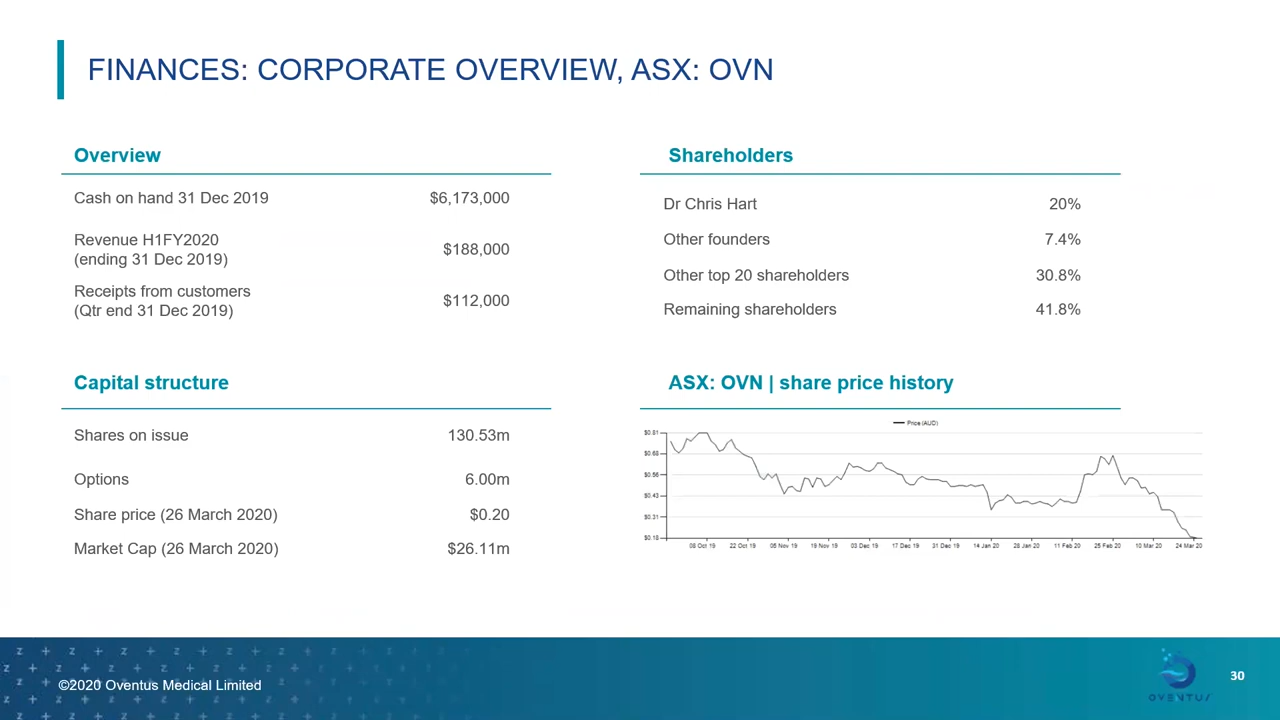 FINANCES: CORPORATE OVERVIEW, ASX: OVN
Overview
Cash on hand 31 Dec 2019 $6,173,000
Revenue H1FY2020
(ending 31 Dec 2019) $188,000
Receipts from customers
(Qtr end 31 Dec 2019) $112,000
Shareholders
Dr Chris Hart 20%
Other founders 7.4%
Other top 20 shareholders 30.8%
Remaining shareholders 41.8%
Capital structure
Shares on issue 130.53m
Options 6.00m
Share price (26 March 2020) $0.20
Market Cap (26 March 2020) $26.11m
ASX: OVN | share price history
Price (AUD)
$0.81
$0.68
$0.56
$0.43
$0.31
$0.18
08 Oct 19 22 Oct 19 05 Nov 19 19 Nov 19 03 Dec 19 17 Dec 19 31 Dec 19 14 Jan 20 28 Jan 20 11 Feb 20 25 Feb 20 10 Mar 20 24 Mar 20
©2020 Oventus Medical Limited
OVENTUS
30